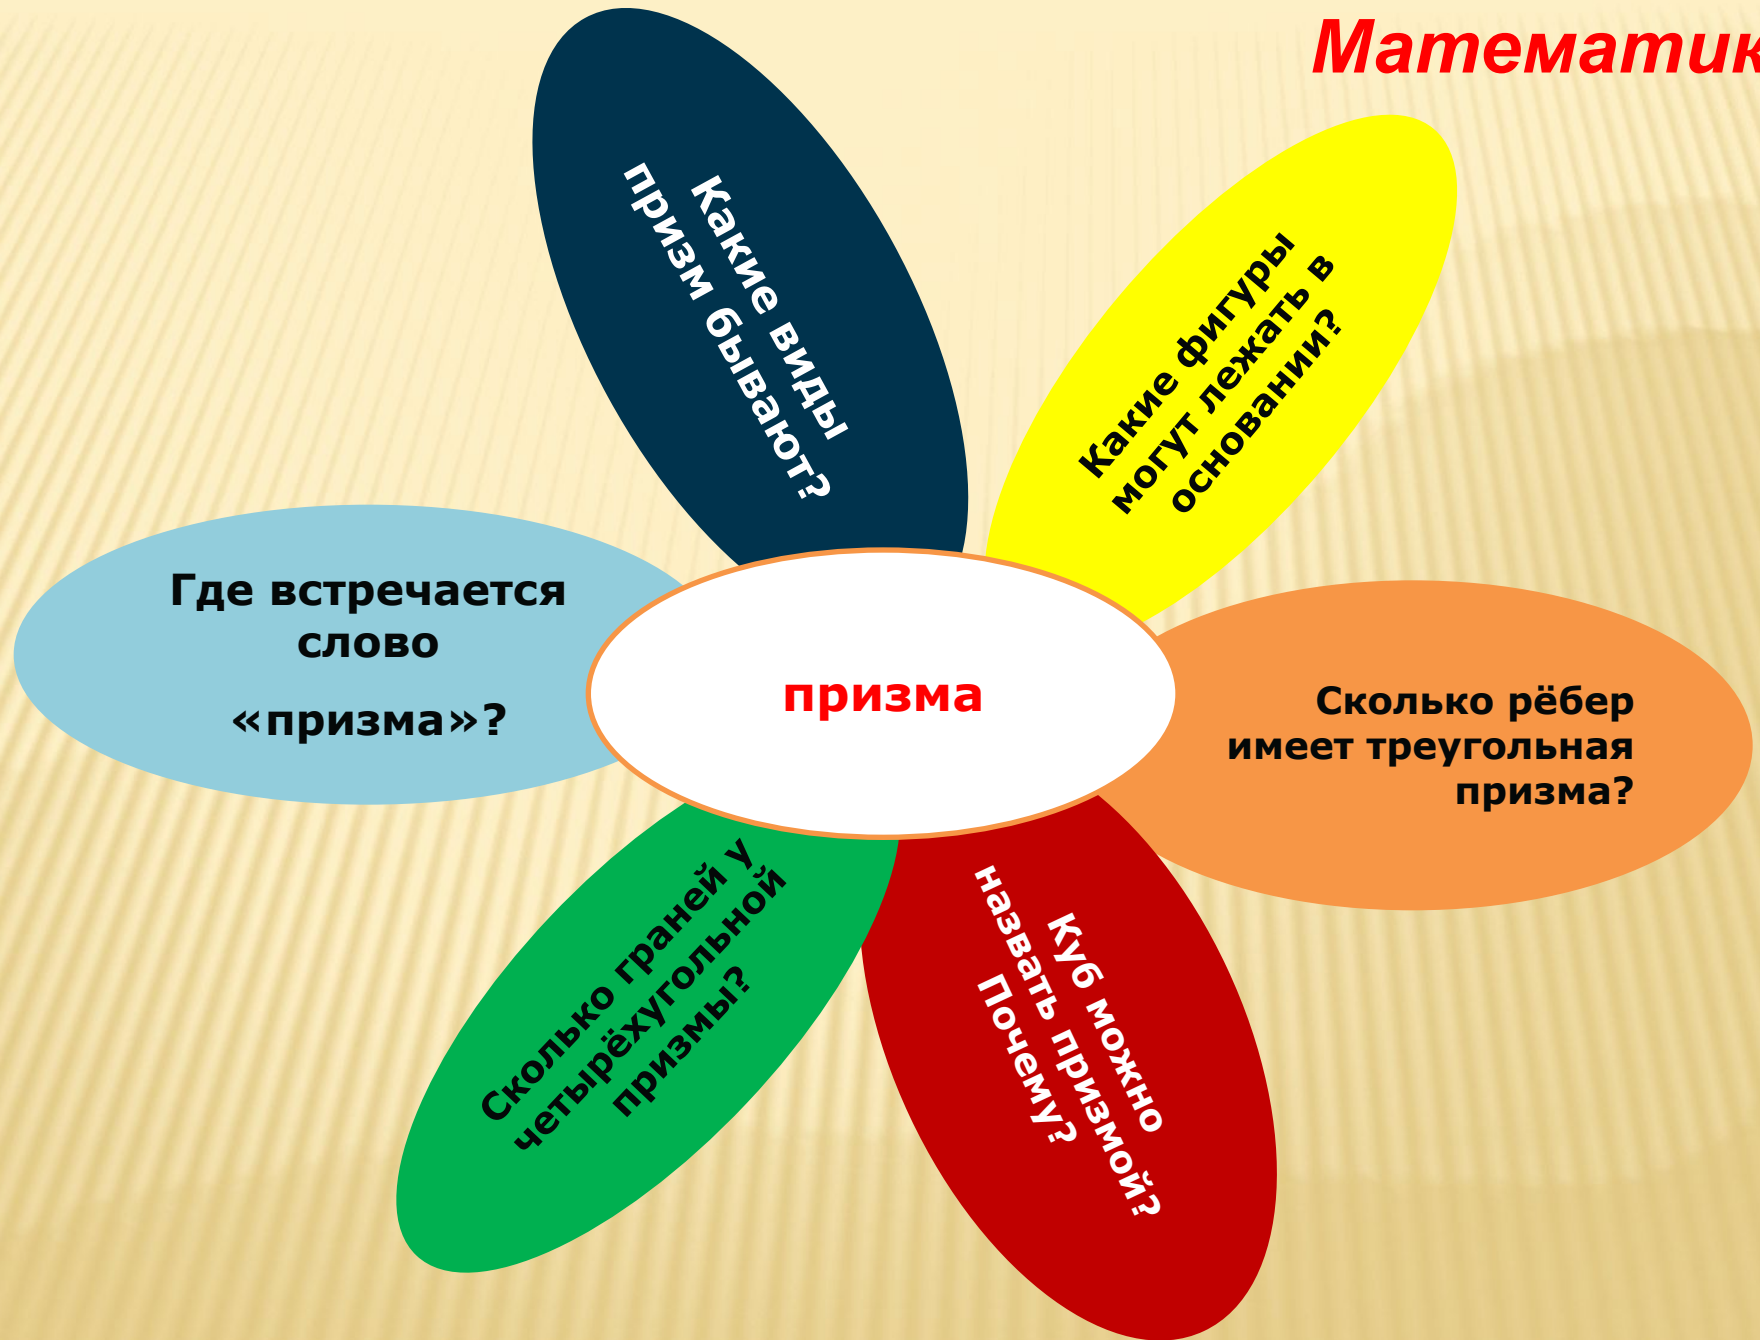 Математик
Какие виды
призм бывают?
Какие фигуры
могут лежать в
основании?
Где встречается
слово
«призма»?
призма
Сколько рёбер
имеет треугольная
призма?
Сколько граней у
четырёхугольной
призмы?
Куб можно
назвать призмой?
Почему?